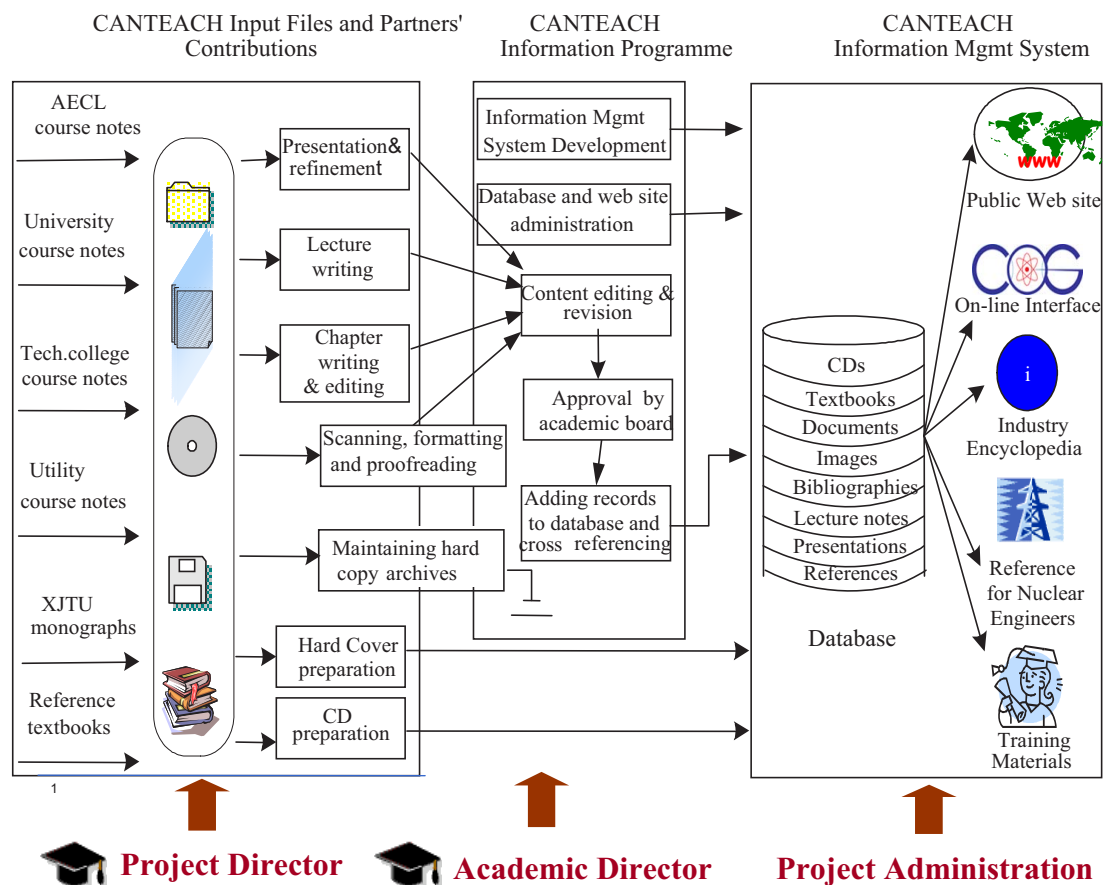 CANTEACH Input Files and Partners'
Contributions
CANTEACH
Information Programme
CANTEACH
Information Mgmt System
AECL
course notes
University
course notes
Tech.college
course notes
Utility
course notes
XJTU
monographs
Reference
textbooks
Presentation&
refinement
Lecture
writing
Chapter
writing
& editing
Scanning, formatting
and proofreading
Maintaining hard
copy archives
Hard Cover
preparation
CD
preparation
Information Mgmt
System Development
Database and web site
administration
Content editing &
revision
Approval by
academic board
Adding records
to database and
cross referencing
CDs
Textbooks
Documents
Images
Bibliographies
Lecture notes
Presentations
References
Database
www
Public Web site
COG
On-line Interface
i
Industry
Encyclopedia
Reference
for Nuclear
Engineers
Training
Materials
1
Project Director
Academic Director
Project Administration